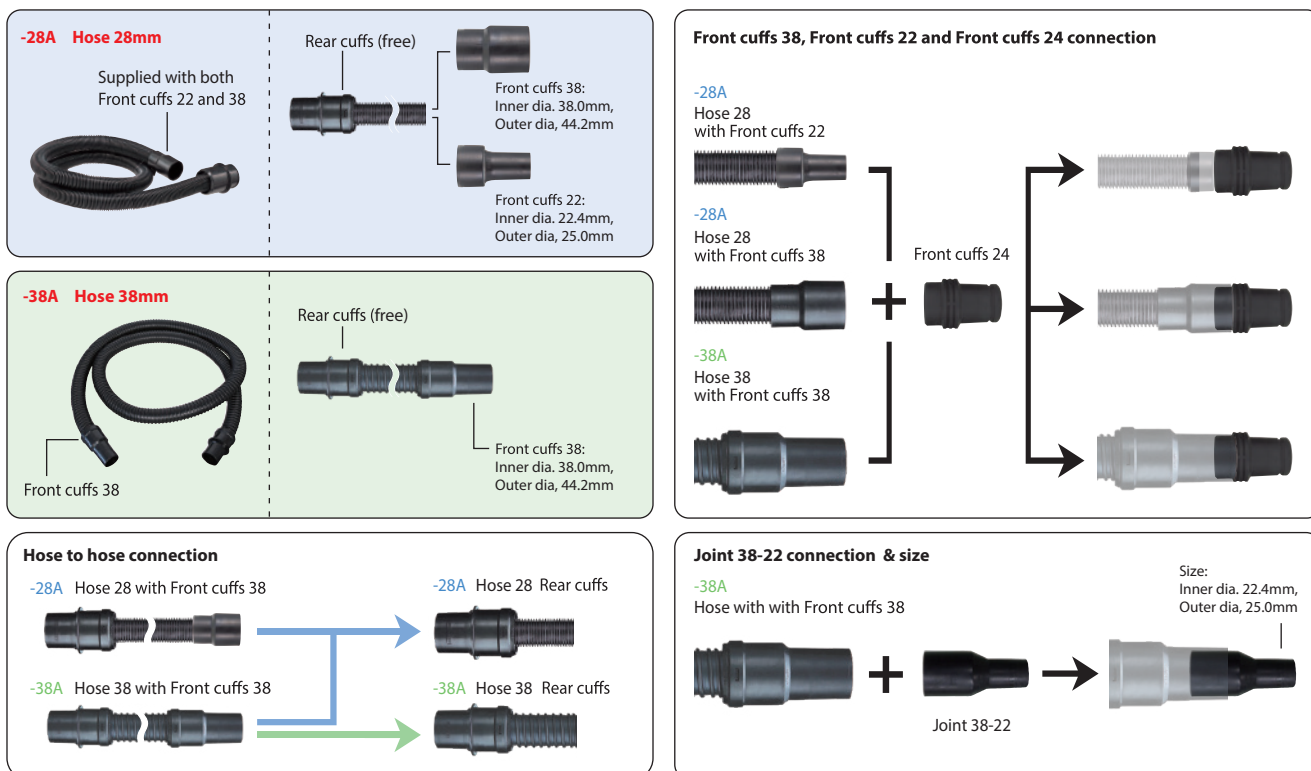 -28A Hose 28mm
Supplied with both
Front cuffs 22 and 38
Rear cuffs (free)
Front cuffs 38:
Inner dia. 38.0mm,
Outer dia, 44.2mm
Front cuffs 22:
Inner dia. 22.4mm,
Outer dia, 25.0mm
-38A Hose 38mm
Front cuffs 38
Rear cuffs (free)
Front cuffs 38:
Inner dia. 38.0mm,
Outer dia, 44.2mm
Hose to hose connection
-28A Hose 28 with Front cuffs 38
-28A Hose 28 Rear cuffs
-38A Hose 38 with Front cuffs 38
-38A Hose 38 Rear cuffs
Front cuffs 38, Front cuffs 22 and Front cuffs 24 connection
-28A
Hose 28
with Front cuffs 22
-28A
Hose 28
with Front cuffs 38
Front cuffs 24
-38A
Hose 38
with Front cuffs 38
Joint 38-22 connection & size
-38A
Hose with with Front cuffs 38
Joint 38-22
Size:
Inner dia. 22.4mm,
Outer dia, 25.0mm